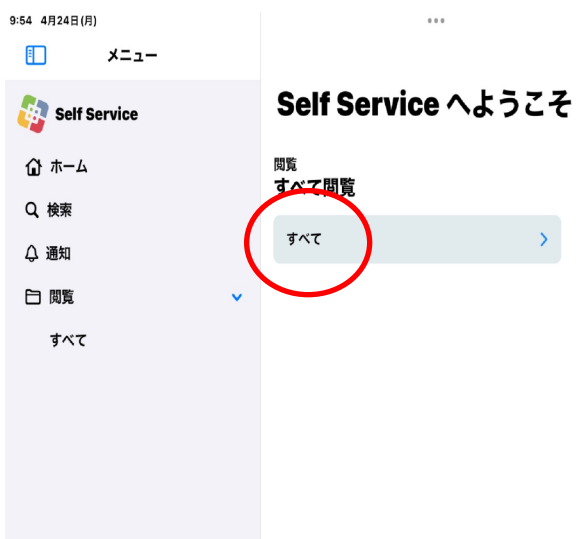 9:54 4月24日(月)
メニュー
Self Service
ホーム
検索
通知
閲覧
すべて
Self Service へようこそ
閲覧
すべて閲覧
すべて